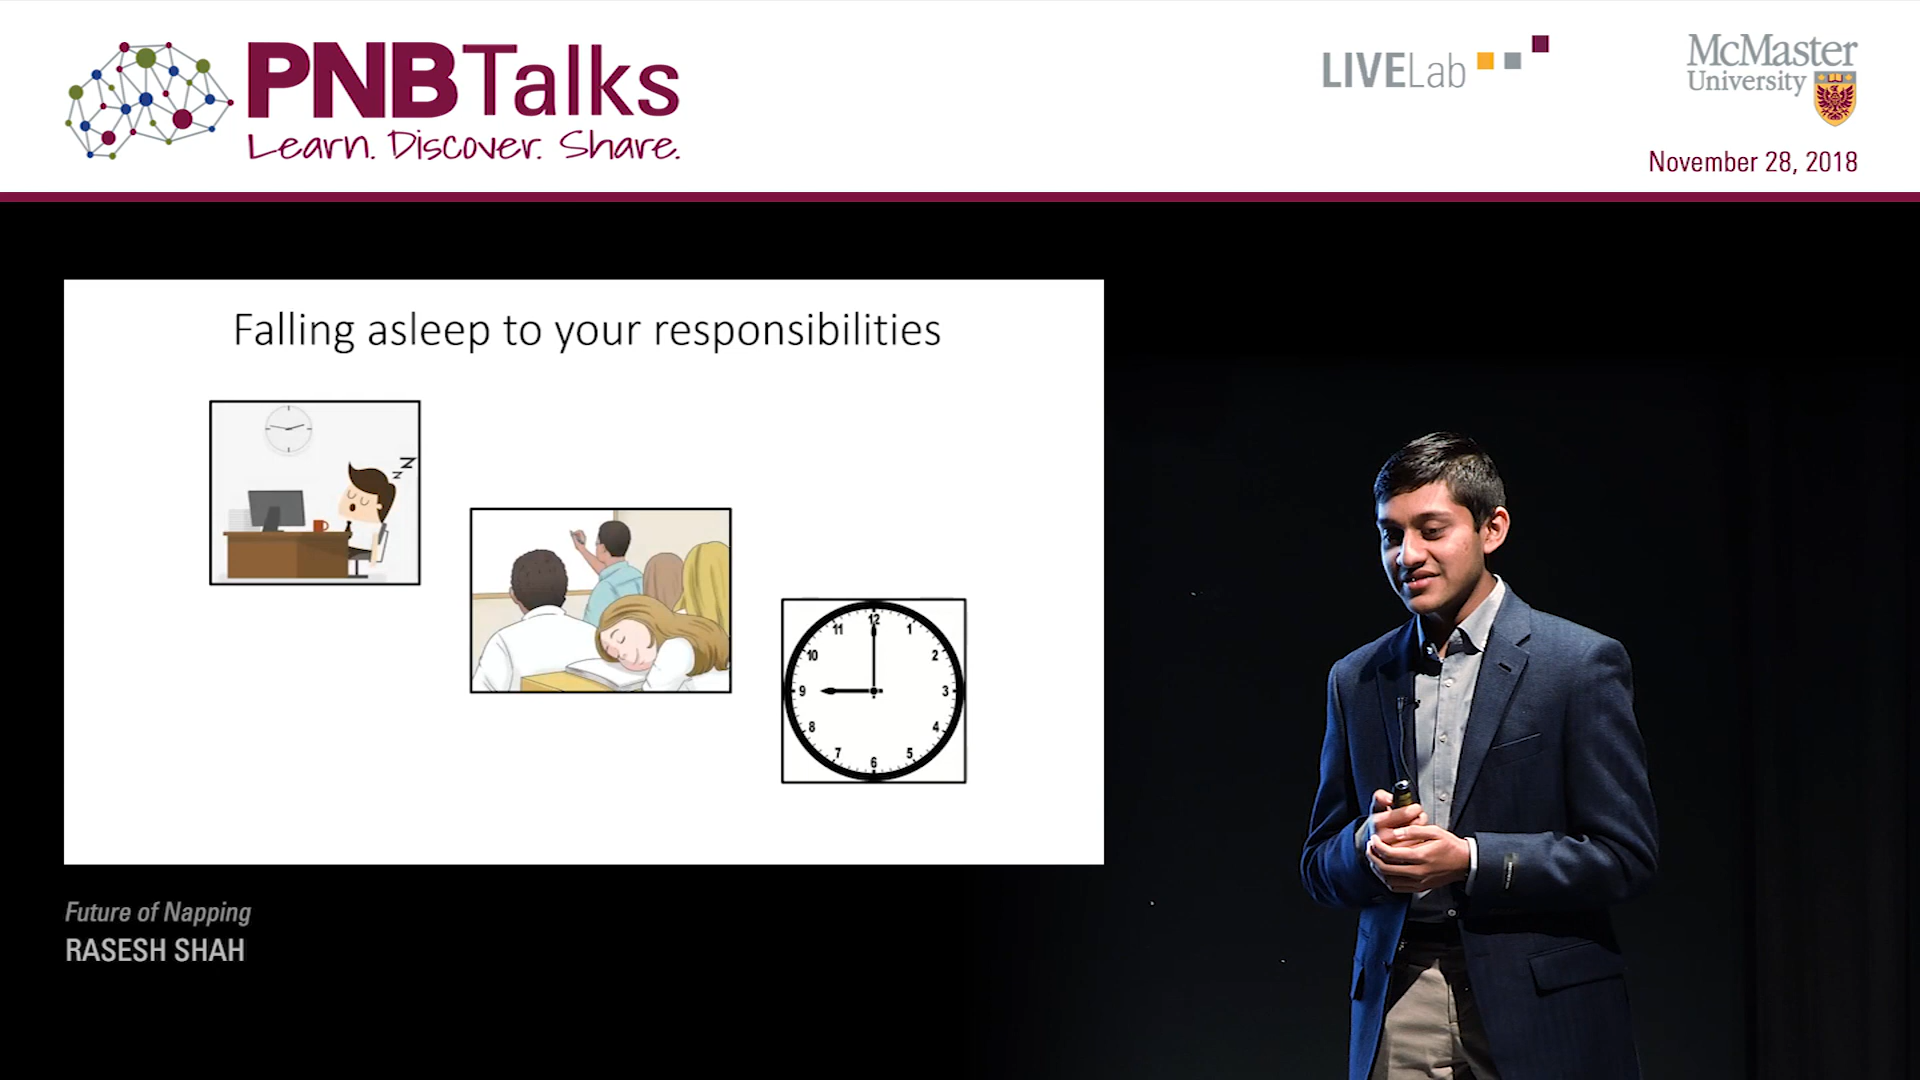 PNBTalks
Learn. Discover. Share.
LIVELab
McMaster
University
November 28, 2018
Falling asleep to your responsibilities
z z
12
11 1
10 2
9 3
8 4
7 5
6
Future of Napping
RASESH SHAH